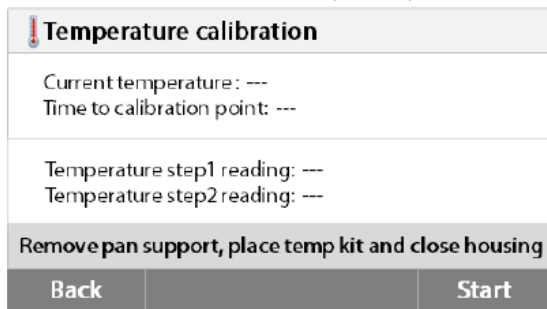 Temperature calibration
Current temperature : ---
Time to calibration point: ---
Temperature step1 reading: ---
Temperature step2 reading: ---
Remove pan support, place temp kit and close housing
Back Start